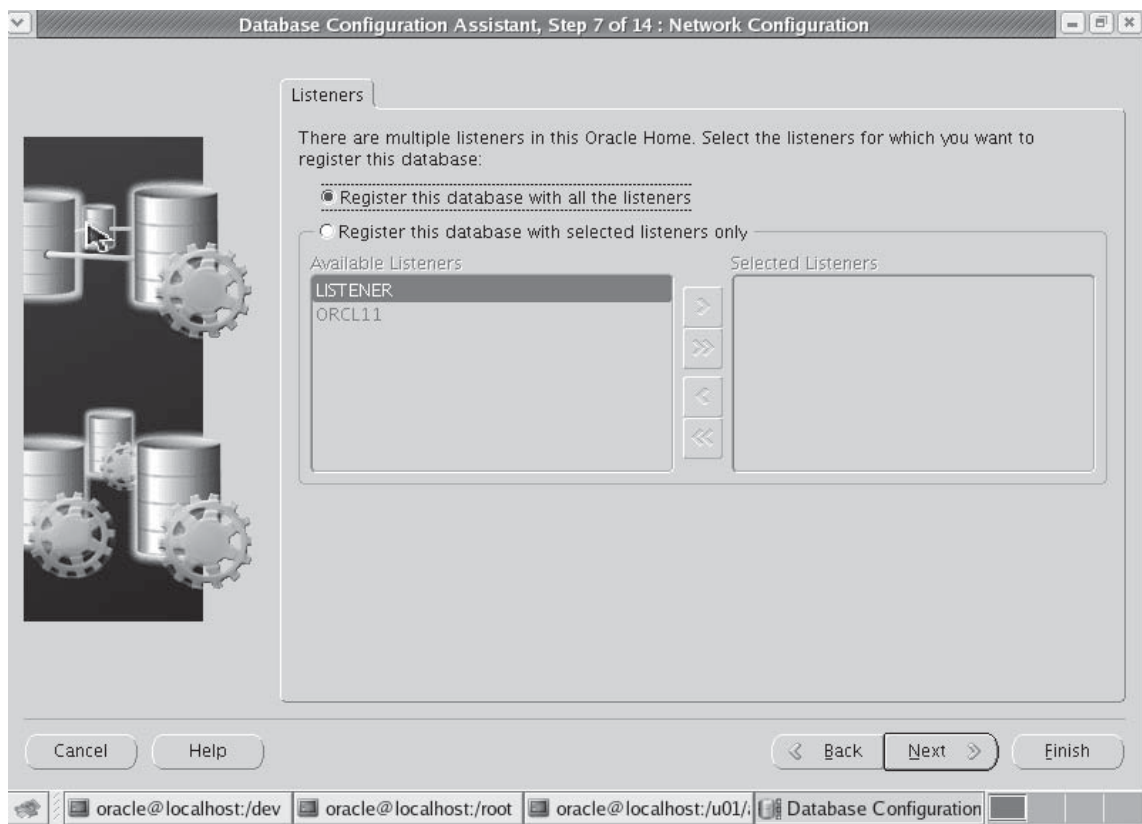 Database Configuration Assistant, Step 7 of 14 : Network Configuration
Listeners
There are multiple listeners in this Oracle Home. Select the listeners for which you want to
register this database:
Register this database with all the listeners
Register this database with selected listeners only
Available Listeners
Selected Listeners
LISTENER
ORCL11
Cancel
Help
Back
Next
Finish
oracle@localhost:/dev
oracle@localhost:/root
oracle@localhost:/u01/
Database Configuration